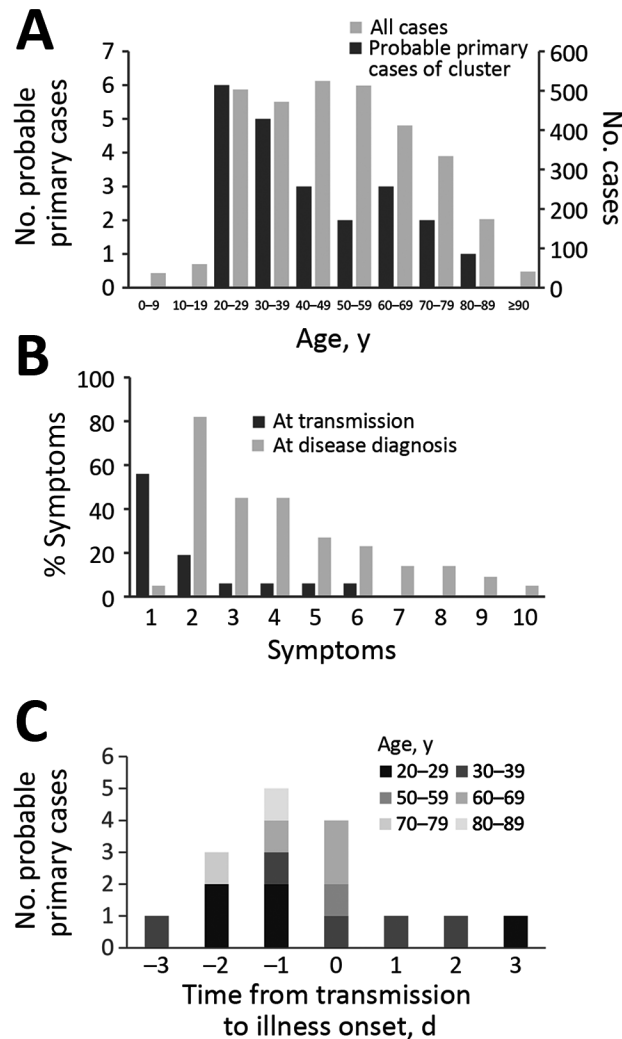 A
All cases
Probable primary
cases of cluster
No. probable
primary cases
7
6
5
4
3
2
1
0
600
500
400
300
200
100
0
No. cases
0–9 10–19 20–29 30–39 40–49 50–59 60–69 70–79 80–89 ≥90
Age, y
B
% Symptoms
100
80
60
40
20
0
At transmission
At disease diagnosis
1 2 3 4 5 6 7 8 9 10
Symptoms
C
No. probable
primary cases
6
5
4
3
2
1
0
Age, y
20–29 30–39
50–59 60–69
70–79 80–89
–3 –2 –1 0 1 2 3
Time from transmission
to illness onset, d